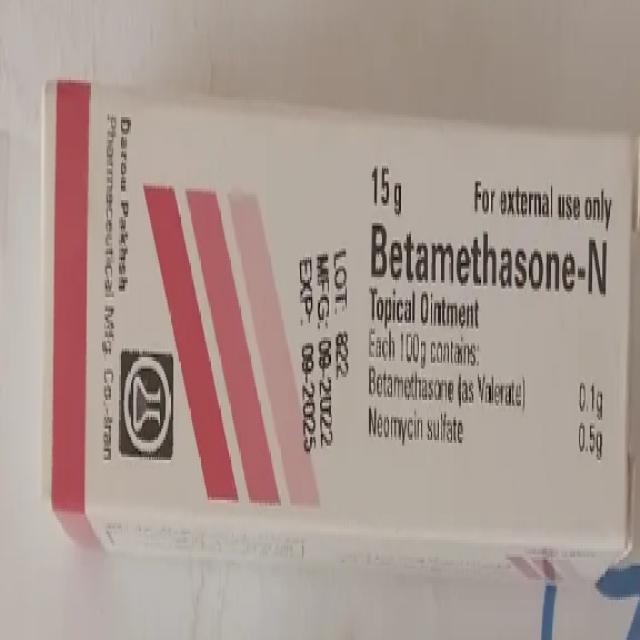 15 g
For external use only
Betamethasone-N
Topical Ointment
Each 100g contains:
Betamethasone (as Valerate) 0.1g
Neomycin sulfate 0.5g
LOT: 822
MFG: 09-2022
EXP: 09-2025
Darou Pakhsh
Pharmaceutical Mfg. Co.-Iran